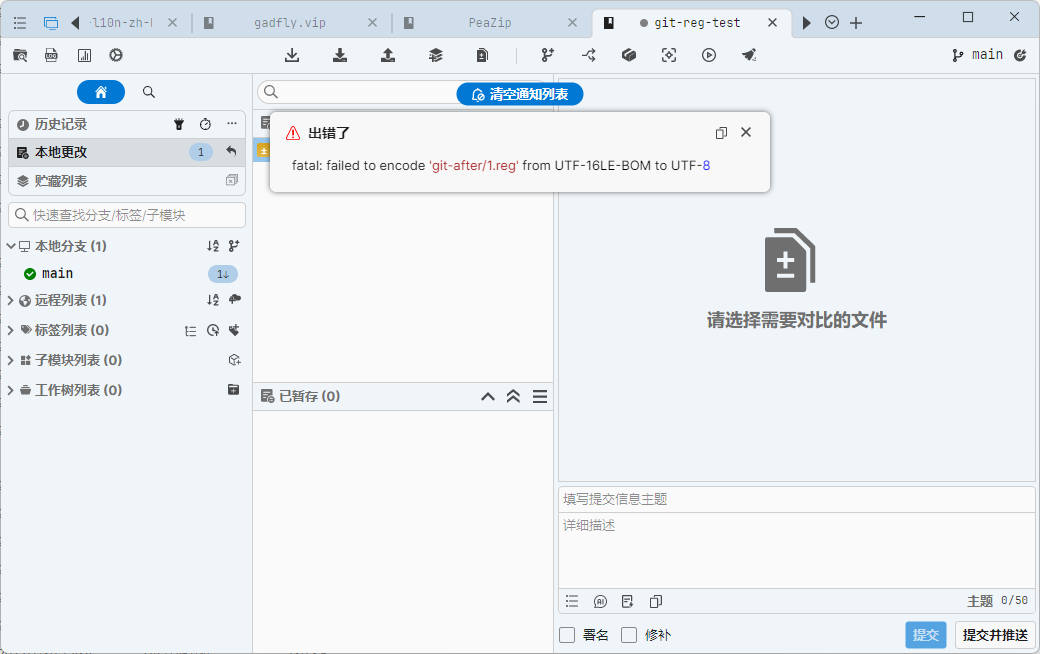 -l10n-zh-
gadfly.vip
PeaZip
git-reg-test
LOG
main
清空通知列表
历史记录
本地更改
1
贮藏列表
快速查找分支/标签/子模块
本地分支 (1)
main
1↓
远程列表 (1)
标签列表 (0)
子模块列表 (0)
工作树列表 (0)
出错了
fatal: failed to encode 'git-after/1.reg' from UTF-16LE-BOM to UTF-8
已暂存 (0)
请选择需要对比的文件
填写提交信息主题
详细描述
AI
主题 0/50
署名
修补
提交
提交并推送